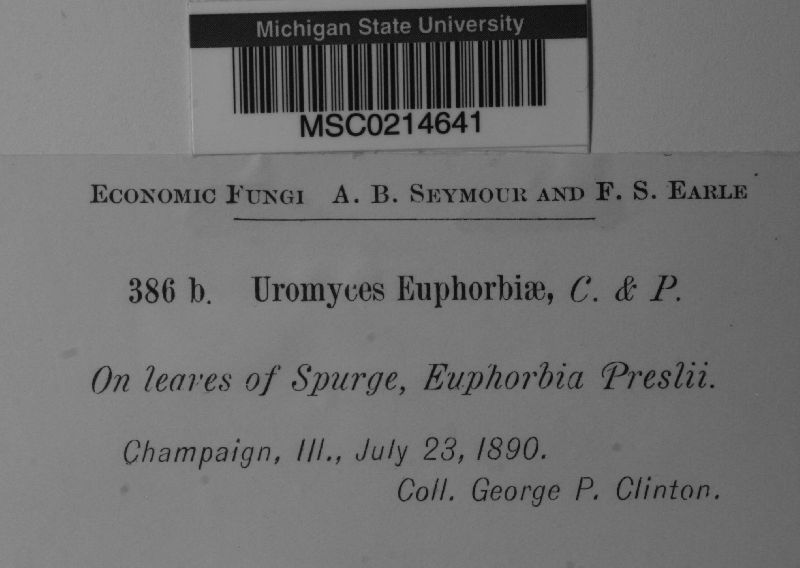 Michigan State University
MSC0214641
Economic Fungi A. B. Seymour and F. S. Earle
386 b. Uromyces Euphorbiæ, C. & P.
On leaves of Spurge, Euphorbia Preslii.
Champaign, Ill., July 23, 1890.
Coll. George P. Clinton.